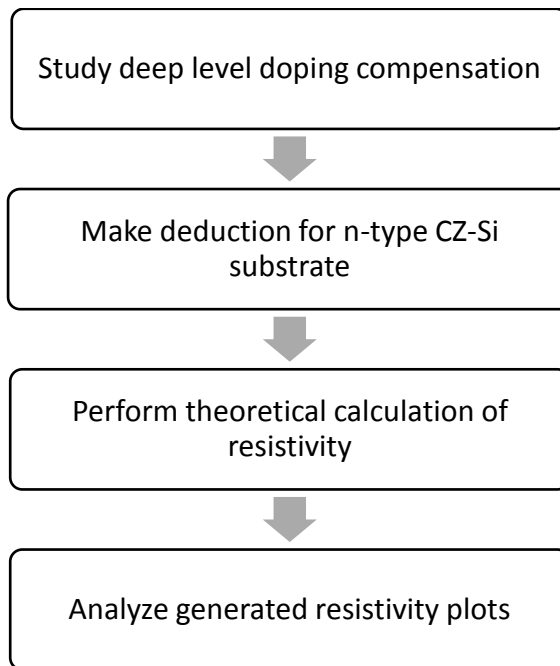 Study deep level doping compensation
Make deduction for n-type CZ-Si
substrate
Perform theoretical calculation of
resistivity
Analyze generated resistivity plots